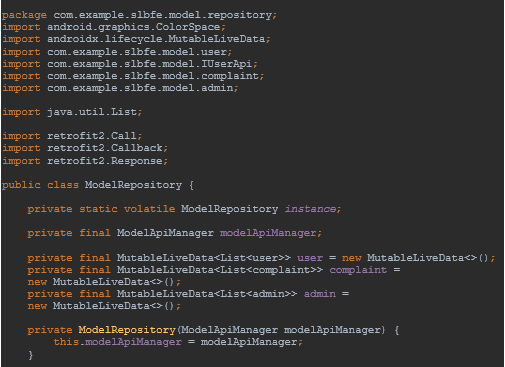 package com.example.slbfe.model.repository;
import android.graphics.ColorSpace;
import androidx.lifecycle.MutableLiveData;
import com.example.slbfe.model.user;
import com.example.slbfe.model.IUserApi;
import com.example.slbfe.model.complaint;
import com.example.slbfe.model.admin;
import java.util.List;
import retrofit2.Call;
import retrofit2.Callback;
import retrofit2.Response;
public class ModelRepository {
private static volatile ModelRepository instance;
private final ModelApiManager modelApiManager;
private final MutableLiveData<List<user>> user = new MutableLiveData<>();
private final MutableLiveData<List<complaint>> complaint =
new MutableLiveData<>();
private final MutableLiveData<List<admin>> admin =
new MutableLiveData<>();
private ModelRepository(ModelApiManager modelApiManager) {
this.modelApiManager = modelApiManager;
}